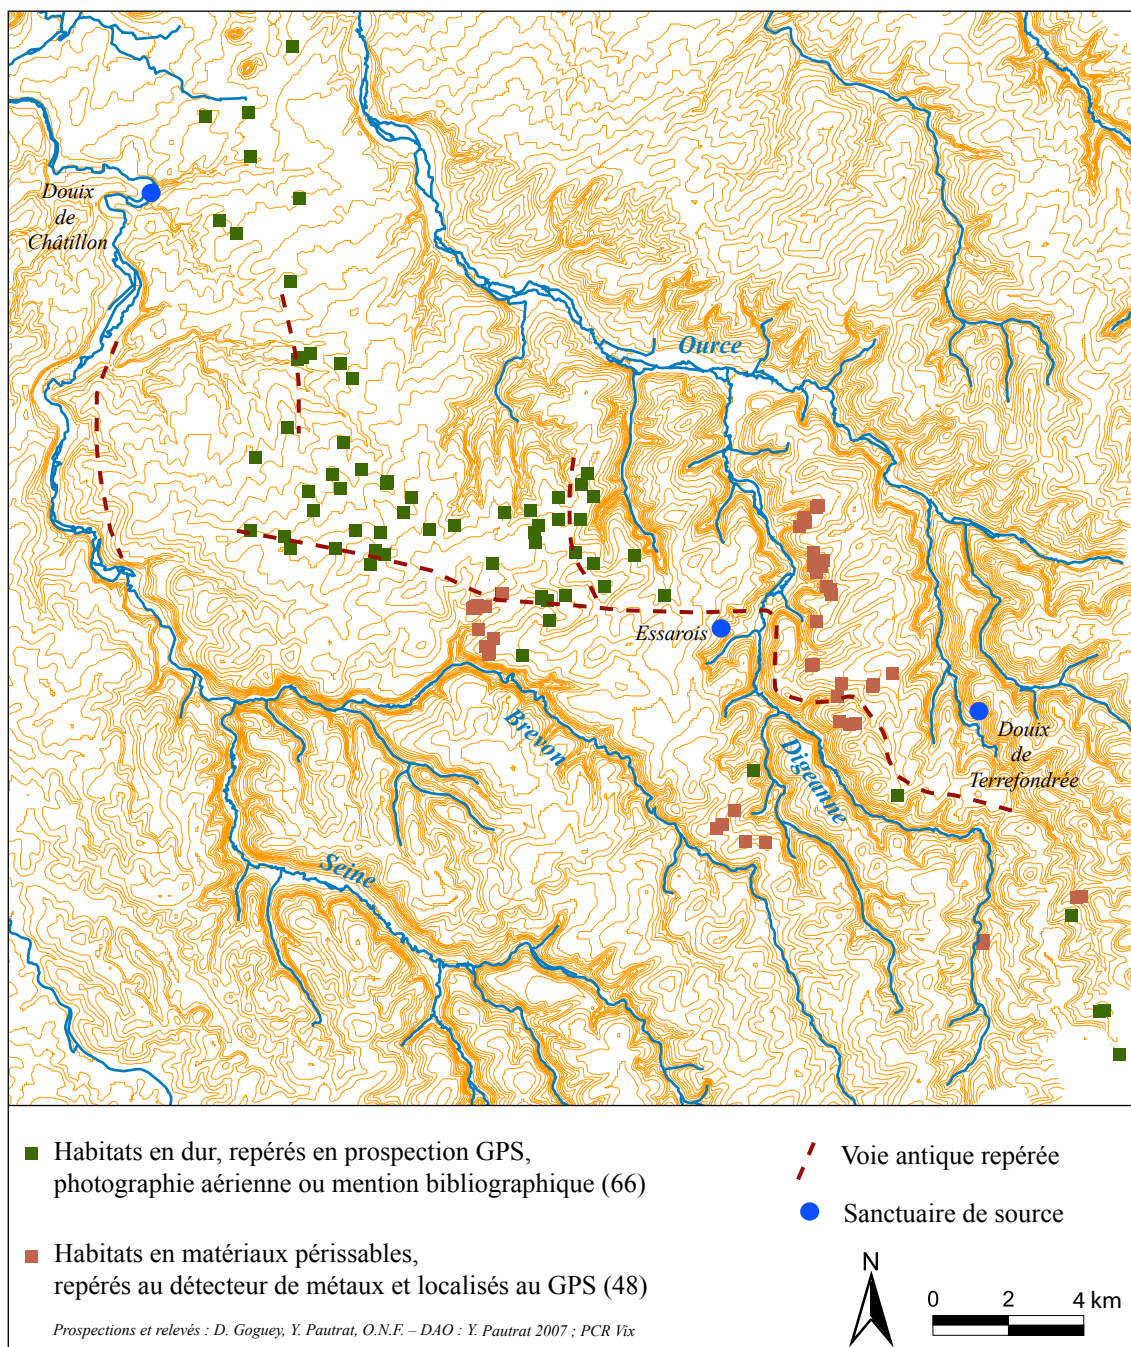 Douix
de
Châtillon
Ource
Essarois
Brevon
Digeanne
Douix
de
Terrefondrée
Seine
Habitats en dur, repérés en prospection GPS,
photographie aérienne ou mention bibliographique (66)
Habitats en matériaux périssables,
repérés au détecteur de métaux et localisés au GPS (48)
Prospections et relevés : D. Goguey, Y. Pautrat, O.N.F. – DAO : Y. Pautrat 2007 ; PCR Vix
Voie antique repérée
Sanctuaire de source
N
0 2 4 km